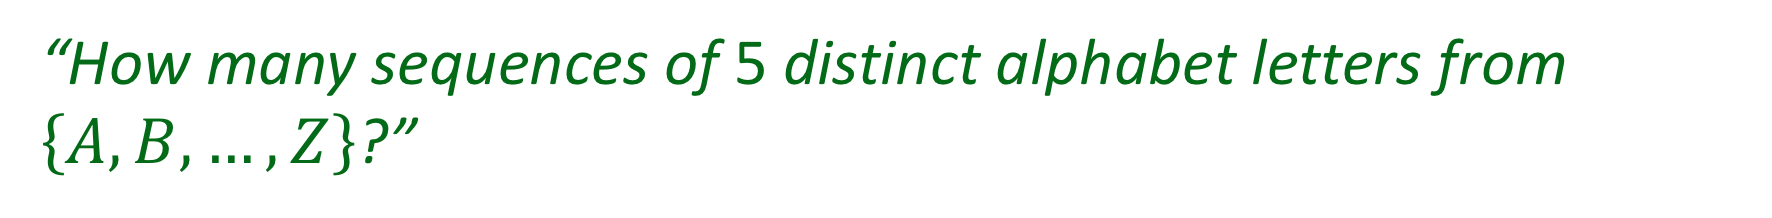 “How many sequences of 5 distinct alphabet letters from
{A, B, … , Z}?”